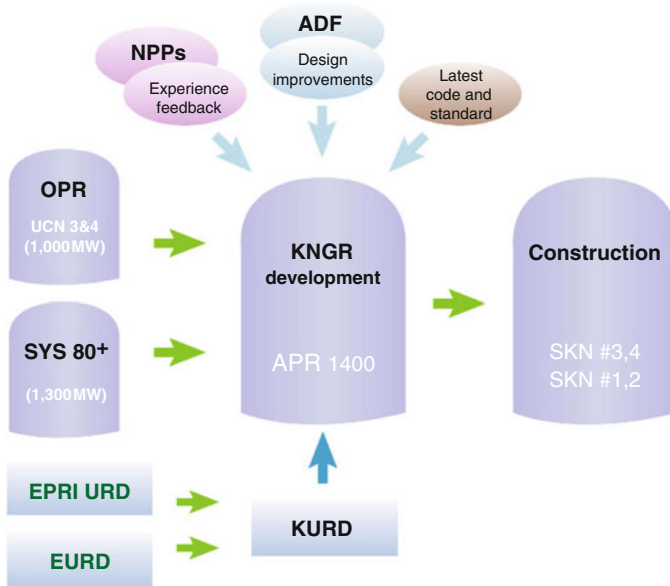 ADF
NPPs
Design
improvements
Experience
feedback
Latest
code and
standard
OPR
UCN 3&4
(1,000MW)
KNGR
development
APR 1400
Construction
SKN #3,4
SKN #1,2
SYS 80+
(1,300MW)
EPRI URD
EURD
KURD